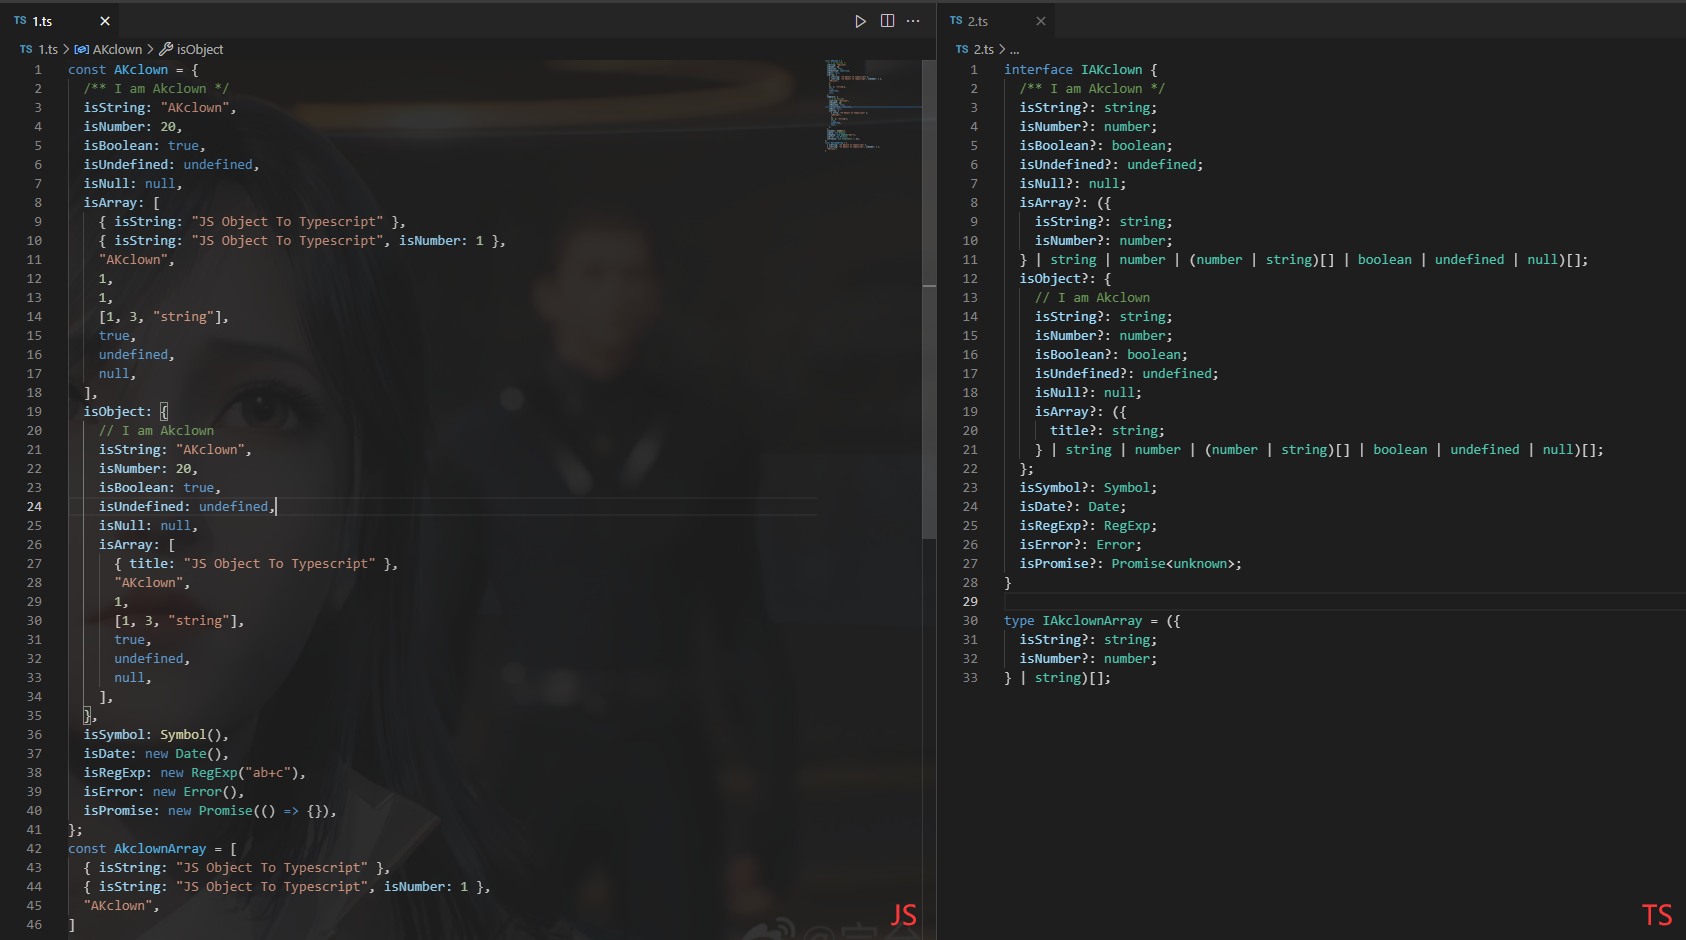 TS 1.ts ×
TS 1.ts > AKclown > isObject
1 const AKclown = {
2 /** I am Akclown */
3 isString: "AKclown",
4 isNumber: 20,
5 isBoolean: true,
6 isUndefined: undefined,
7 isNull: null,
8 isArray: [
9 { isString: "JS Object To Typescript" },
10 { isString: "JS Object To Typescript", isNumber: 1 },
11 "AKclown",
12 1,
13 1,
14 [1, 3, "string"],
15 true,
16 undefined,
17 null,
18 ],
19 isObject: {
20 // I am Akclown
21 isString: "AKclown",
22 isNumber: 20,
23 isBoolean: true,
24 isUndefined: undefined,
25 isNull: null,
26 isArray: [
27 { title: "JS Object To Typescript" },
28 "AKclown",
29 1,
30 [1, 3, "string"],
31 true,
32 undefined,
33 null,
34 ],
35 },
36 isSymbol: Symbol(),
37 isDate: new Date(),
38 isRegExp: new RegExp("ab+c"),
39 isError: new Error(),
40 isPromise: new Promise(() => {}),
41 };
42 const AkclownArray = [
43 { isString: "JS Object To Typescript" },
44 { isString: "JS Object To Typescript", isNumber: 1 },
45 "AKclown",
46 ]
JS
TS 2.ts ×
TS 2.ts > ...
1 interface IAKclown {
2 /** I am Akclown */
3 isString?: string;
4 isNumber?: number;
5 isBoolean?: boolean;
6 isUndefined?: undefined;
7 isNull?: null;
8 isArray?: ({
9 isString?: string;
10 isNumber?: number;
11 } | string | number | (number | string)[] | boolean | undefined | null)[];
12 isObject?: {
13 // I am Akclown
14 isString?: string;
15 isNumber?: number;
16 isBoolean?: boolean;
17 isUndefined?: undefined;
18 isNull?: null;
19 isArray?: ({
20 title?: string;
21 } | string | number | (number | string)[] | boolean | undefined | null)[];
22 };
23 isSymbol?: Symbol;
24 isDate?: Date;
25 isRegExp?: RegExp;
26 isError?: Error;
27 isPromise?: Promise<unknown>;
28 }
29
30 type IAkclownArray = ({
31 isString?: string;
32 isNumber?: number;
33 } | string)[];
TS